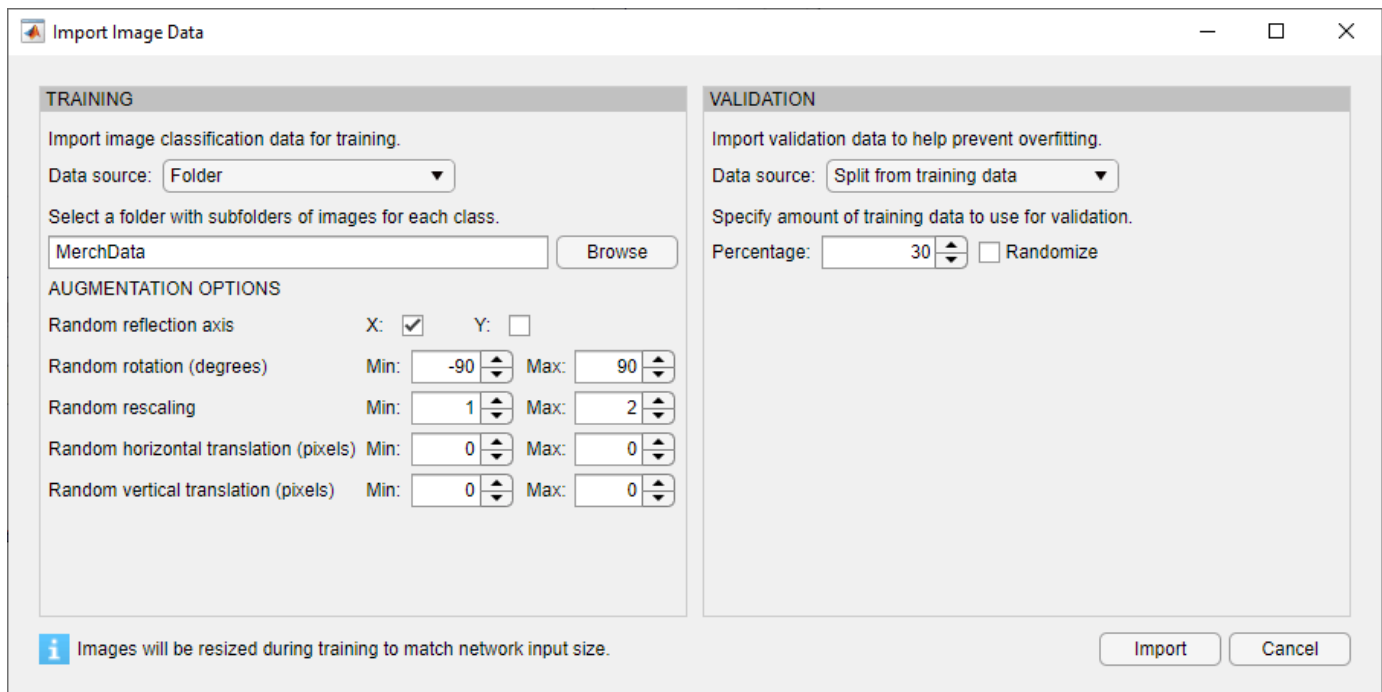 Import Image Data
TRAINING
Import image classification data for training.
Data source: Folder
Select a folder with subfolders of images for each class.
MerchData Browse
AUGMENTATION OPTIONS
Random reflection axis X: Y:
Random rotation (degrees) Min: -90 Max: 90
Random rescaling Min: 1 Max: 2
Random horizontal translation (pixels) Min: 0 Max: 0
Random vertical translation (pixels) Min: 0 Max: 0
VALIDATION
Import validation data to help prevent overfitting.
Data source: Split from training data
Specify amount of training data to use for validation.
Percentage: 30 Randomize
Images will be resized during training to match network input size.
Import Cancel